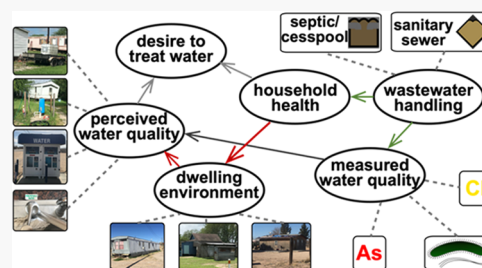 septic/
cesspool
sanitary
sewer
desire to
treat water
household
health
wastewater
handling
perceived
water quality
WATER
measured
water quality
dwelling
environment
As